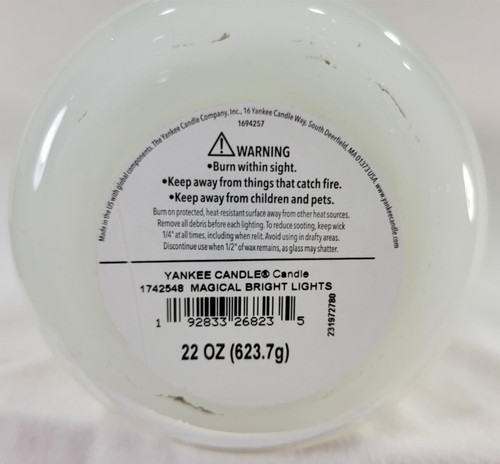 Made in the US with global components. The Yankee Candle Company, Inc., 16 Yankee Candle Way, South Deerfield, MA 01373 USA. www.yankeecandle.com
1694257
WARNING
•Burn within sight.
•Keep away from things that catch fire.
•Keep away from children and pets.
Burn on protected, heat-resistant surface away from other heat sources.
Remove all debris before each lighting. To reduce sooting, keep wick
1/4" at all times, including when relit. Avoid using in drafty areas.
Discontinue use when 1/2" of wax remains, as glass may shatter.
YANKEE CANDLE® Candle
1742548 MAGICAL BRIGHT LIGHTS
1 92833 26823 5
231972780
22 OZ (623.7g)